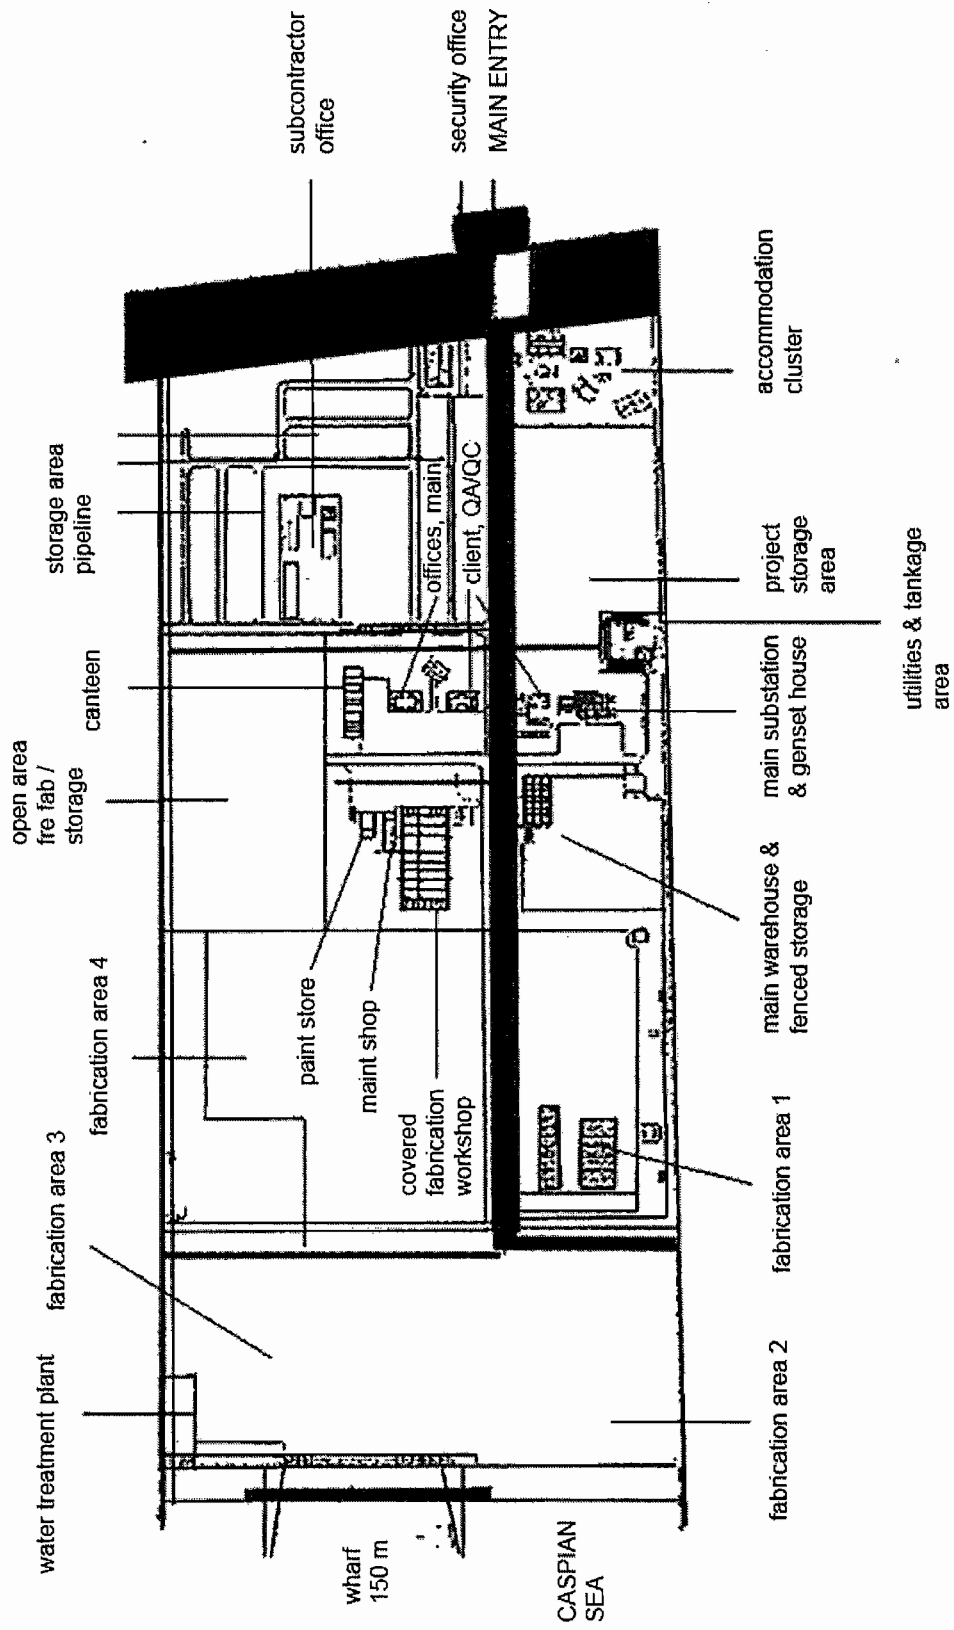 water treatment plant
fabrication area 3
fabrication area 4
open area
fre fab /
storage
canteen
storage area
pipeline
subcontractor
office
security office
MAIN ENTRY
offices, main
client, QA/QC
paint store
maint shop
covered
fabrication
workshop
wharf
150 m
CASPIAN
SEA
fabrication area 2
fabrication area 1
main warehouse &
fenced storage
main substation
& genset house
project
storage
area
accommodation
cluster
utilities & tankage
area